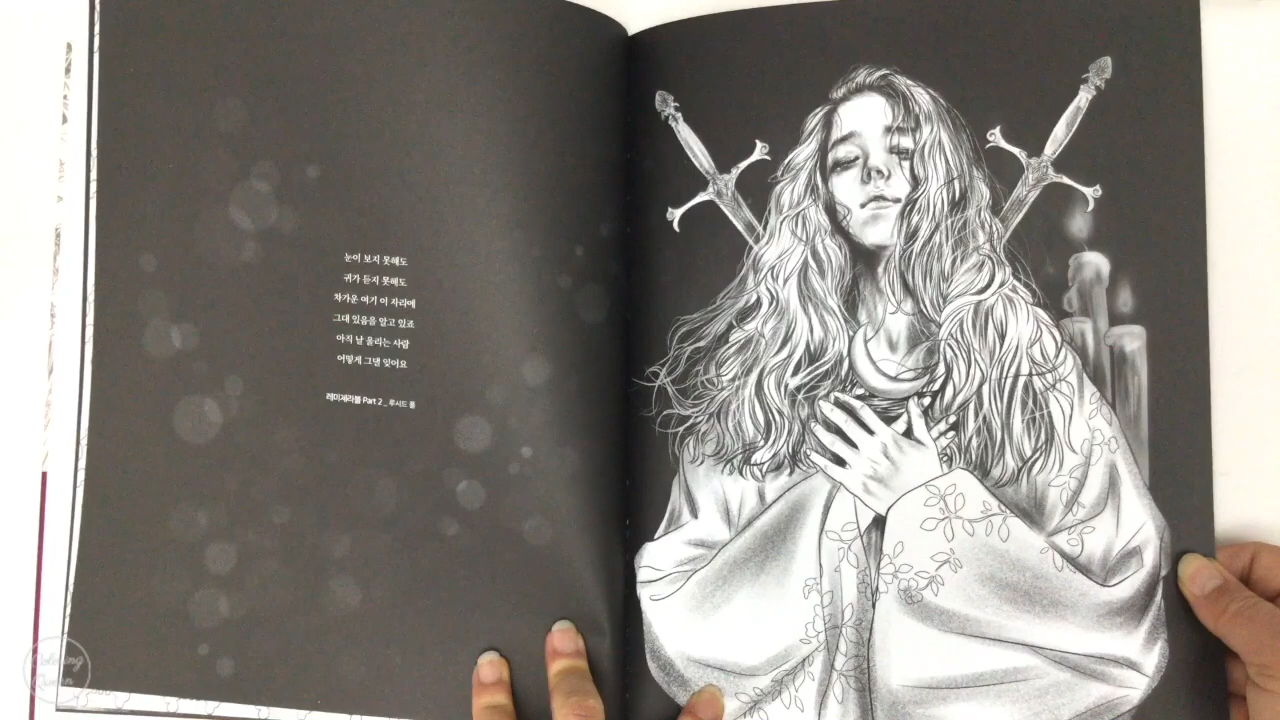 눈이 보지 못해도
귀가 듣지 못해도
차가운 여기 이 자리에
그대 있음을 알고 있죠
아직 날 울리는 사람
어떻게 그댈 잊어요
레미제라블 Part 2 _ 루시드 폴
Coloring
Queen